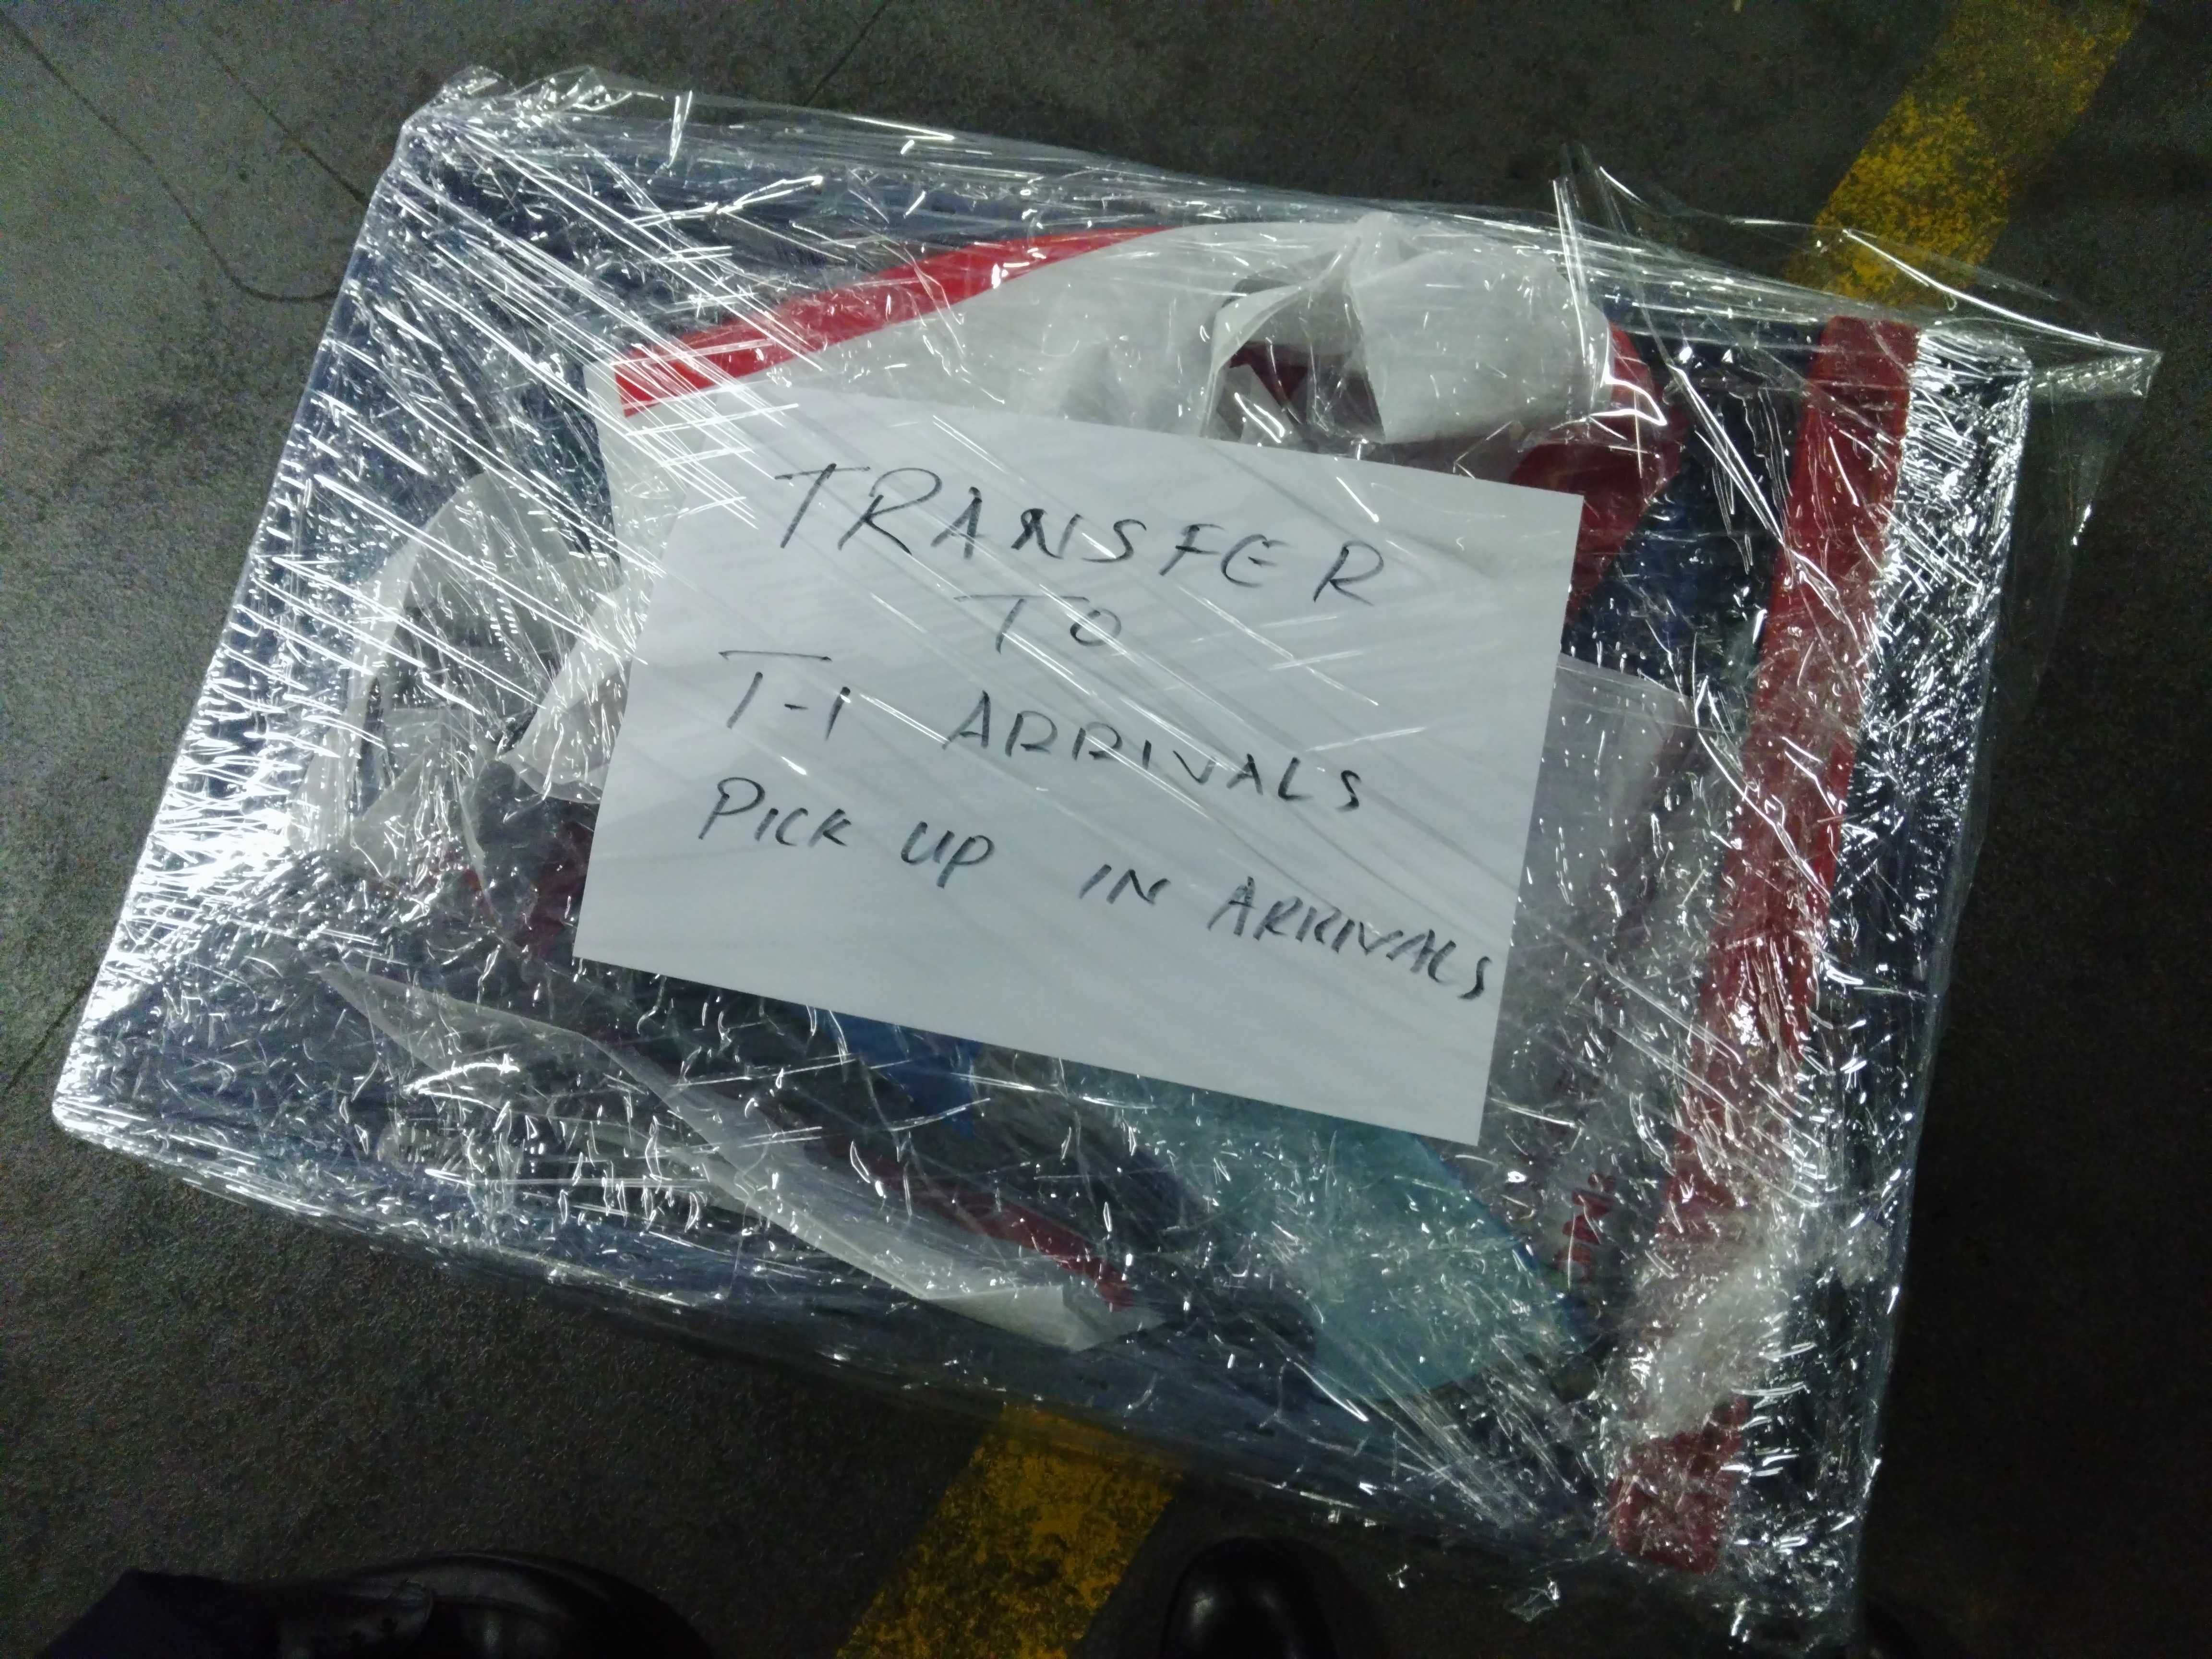 TRANSFER
TO
T-1 ARRIVALS
PICK UP IN ARRIVALS